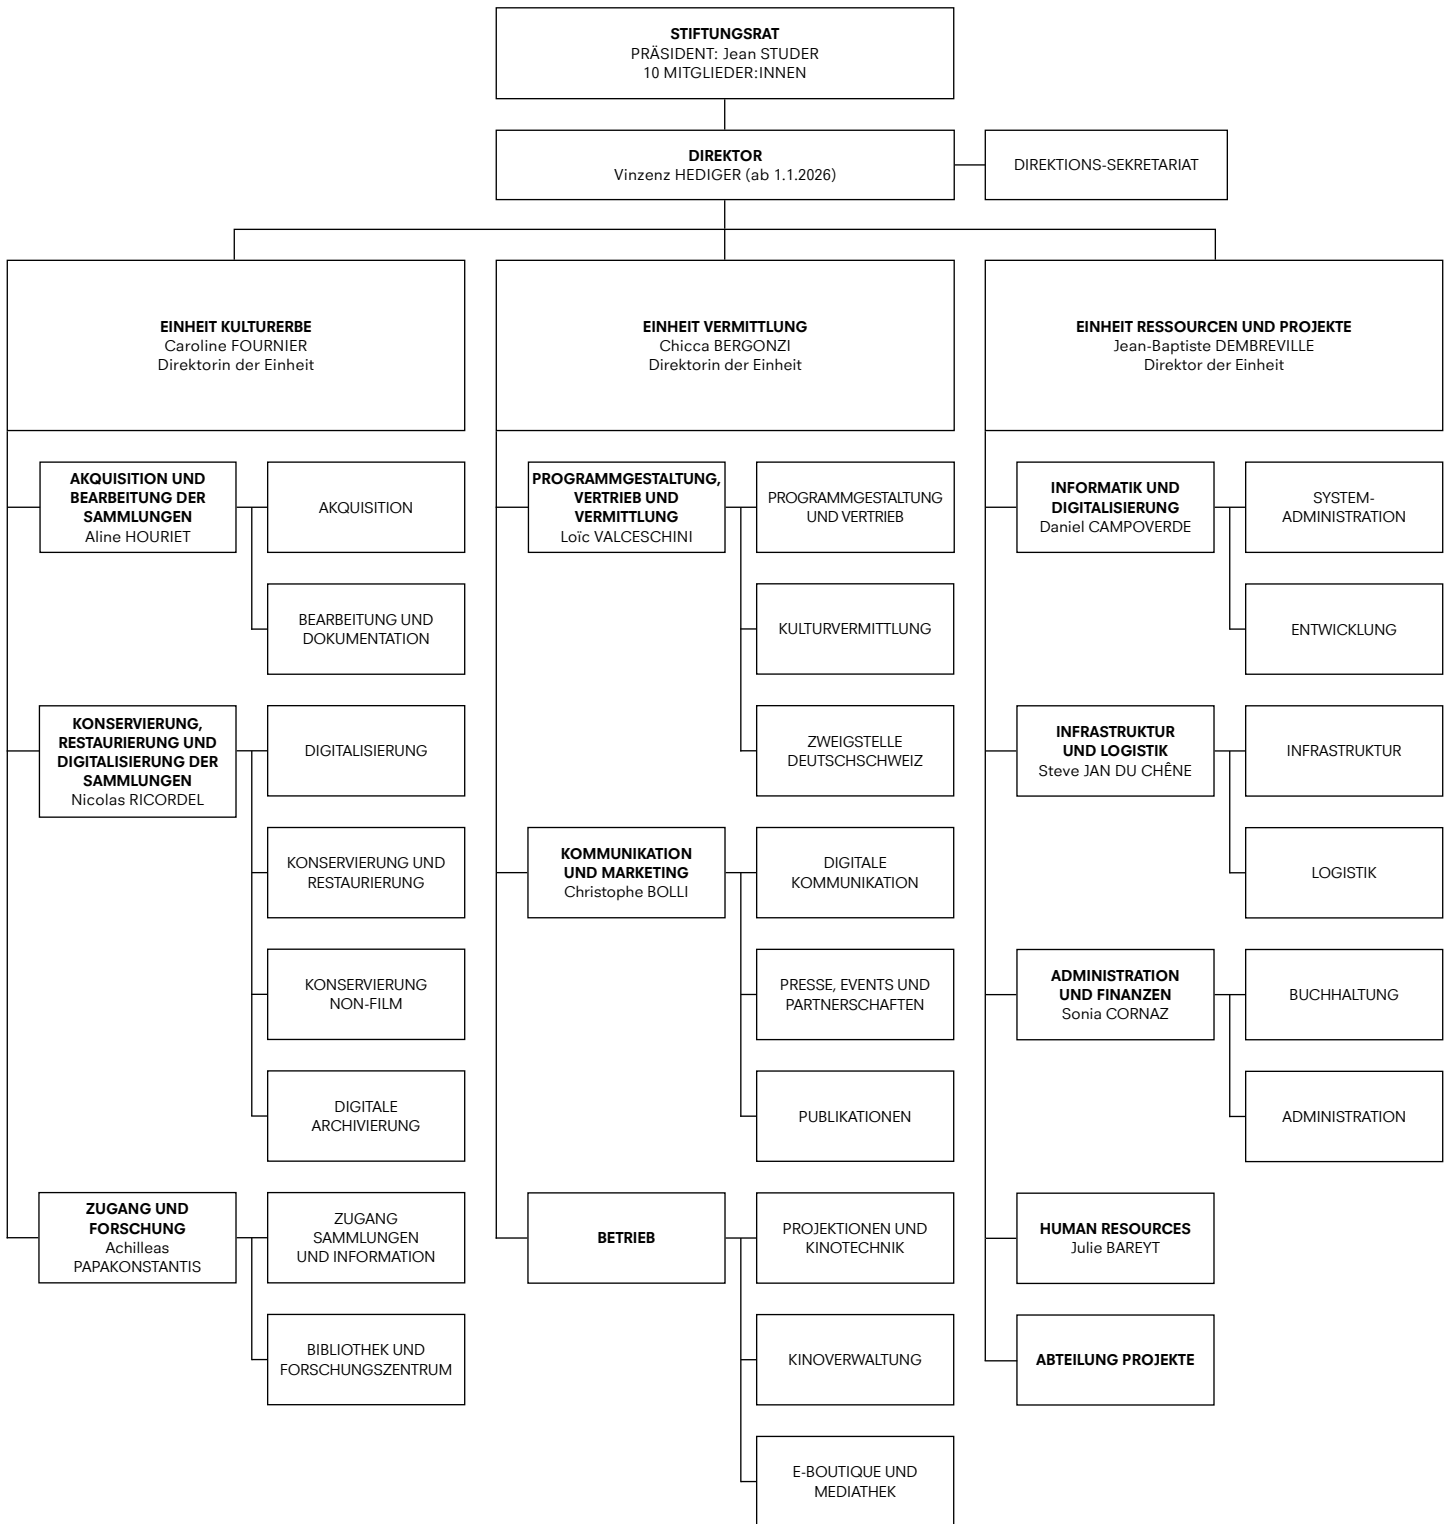 STIFTUNGSRAT
PRÄSIDENT: Jean STUDER
10 MITGLIEDER:INNEN
DIREKTOR
Vinzenz HEDIGER (ab 1.1.2026)
DIREKTIONS-SEKRETARIAT
EINHEIT KULTURERBE
Caroline FOURNIER
Direktorin der Einheit
AKQUISITION UND
BEARBEITUNG DER
SAMMLUNGEN
Aline HOURIET
AKQUISITION
BEARBEITUNG UND
DOKUMENTATION
KONSERVIERUNG,
RESTAURIERUNG UND
DIGITALISIERUNG DER
SAMMLUNGEN
Nicolas RICORDEL
DIGITALISIERUNG
KONSERVIERUNG UND
RESTAURIERUNG
KONSERVIERUNG
NON-FILM
DIGITALE
ARCHIVIERUNG
ZUGANG UND
FORSCHUNG
Achilleas
PAPAKONSTANTIS
ZUGANG
SAMMLUNGEN
UND INFORMATION
BIBLIOTHEK UND
FORSCHUNGSZENTRUM
EINHEIT VERMITTLUNG
Chicca BERGONZI
Direktorin der Einheit
PROGRAMMGESTALTUNG,
VERTRIEB UND
VERMITTLUNG
Loïc VALCESCHINI
PROGRAMMGESTALTUNG
UND VERTRIEB
KULTURVERMITTLUNG
ZWEIGSTELLE
DEUTSCHSCHWEIZ
KOMMUNIKATION
UND MARKETING
Christophe BOLLI
DIGITALE
KOMMUNIKATION
PRESSE, EVENTS UND
PARTNERSCHAFTEN
PUBLIKATIONEN
BETRIEB
PROJEKTIONEN UND
KINOTECHNIK
KINOVERWALTUNG
E-BOUTIQUE UND
MEDIATHEK
EINHEIT RESSOURCEN UND PROJEKTE
Jean-Baptiste DEMBREVILLE
Direktor der Einheit
INFORMATIK UND
DIGITALISIERUNG
Daniel CAMPOVERDE
SYSTEM-
ADMINISTRATION
ENTWICKLUNG
INFRASTRUKTUR
UND LOGISTIK
Steve JAN DU CHÊNE
INFRASTRUKTUR
LOGISTIK
ADMINISTRATION
UND FINANZEN
Sonia CORNAZ
BUCHHALTUNG
ADMINISTRATION
HUMAN RESOURCES
Julie BAREYT
ABTEILUNG PROJEKTE